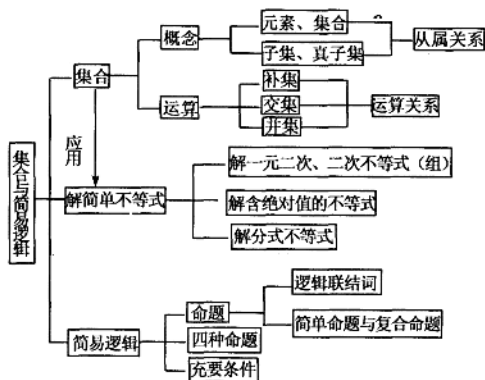 元素、集合
概念
从属关系
子集、真子集
集合
补集
运算
交集
运算关系
并集
应用
集合与简易逻辑
解一元二次、二次不等式(组)
解简单不等式
解含绝对值的不等式
解分式不等式
逻辑联结词
命题
简单命题与复合命题
简易逻辑
四种命题
充要条件